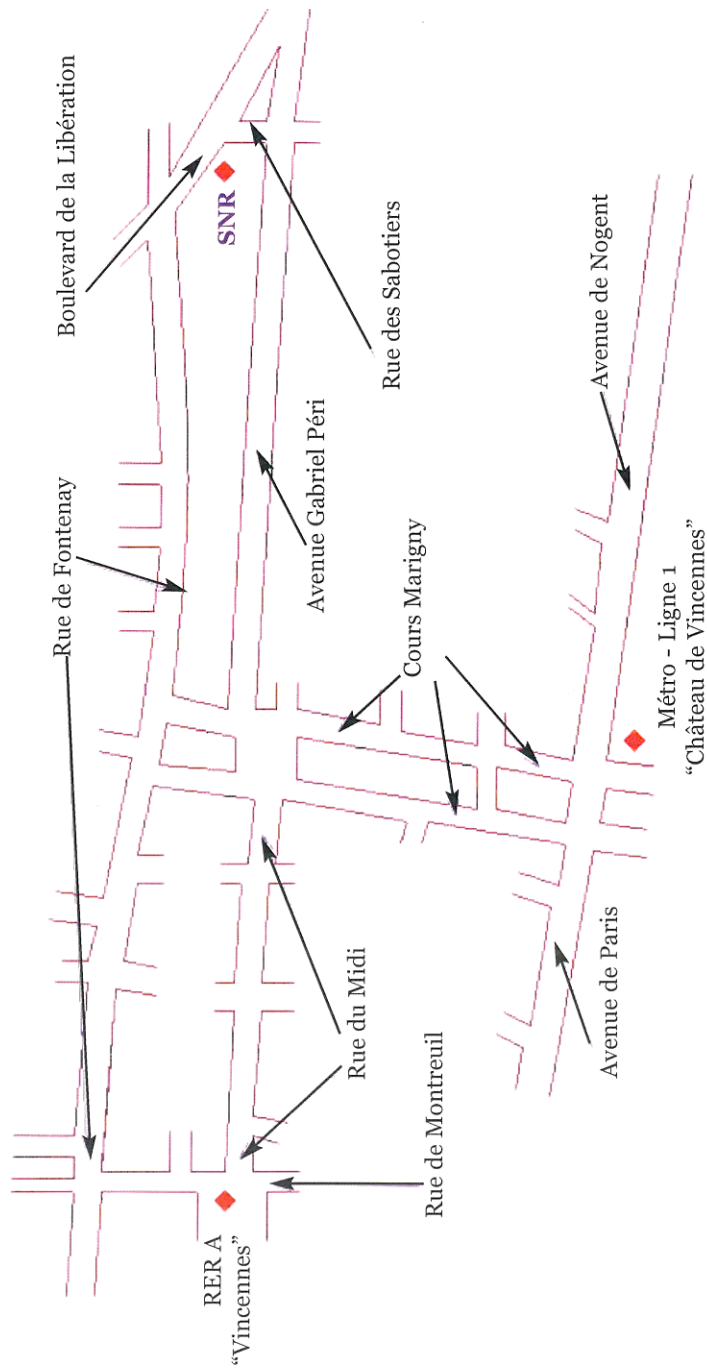 Rue de Fontenay
Boulevard de la Libération
SNR
RER A
“Vincennes”
Rue du Midi
Avenue Gabriel Péri
Rue des Sabotiers
Rue de Montreuil
Cours Marigny
Avenue de Paris
Métro - Ligne 1
“Château de Vincennes”
Avenue de Nogent